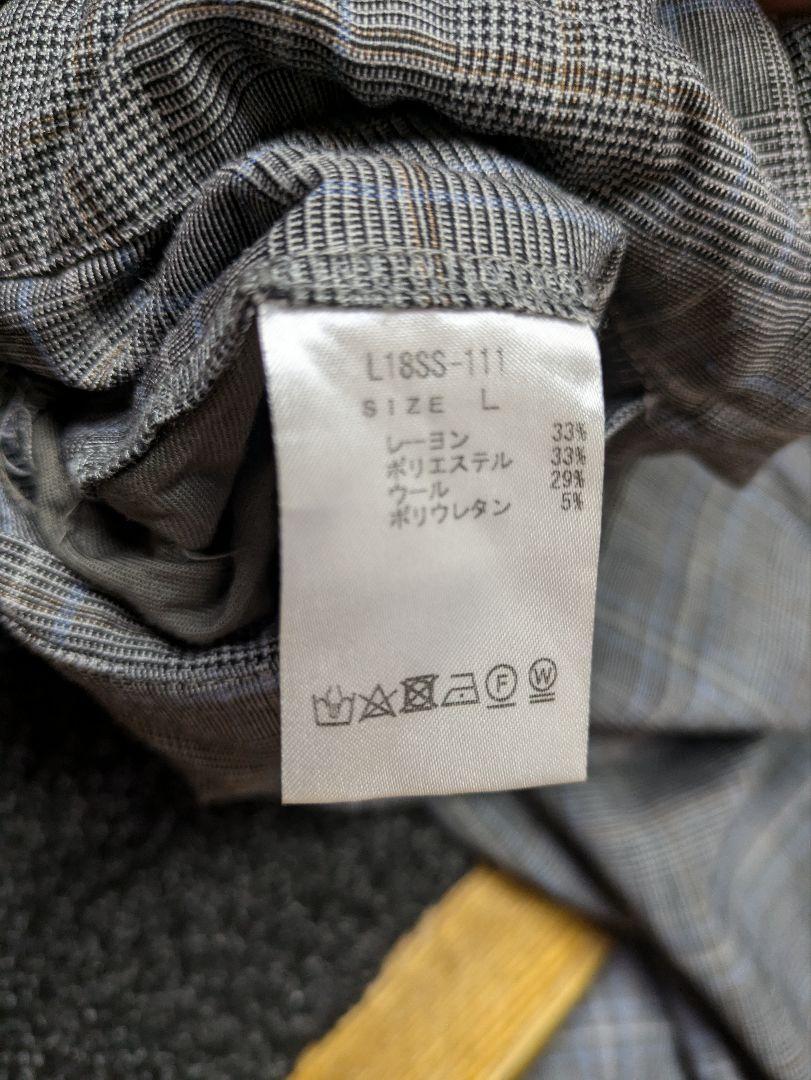 L18SS-111
SIZE L
レーヨン 33%
ポリエステル 33%
ウール 29%
ポリウレタン 5%
F W